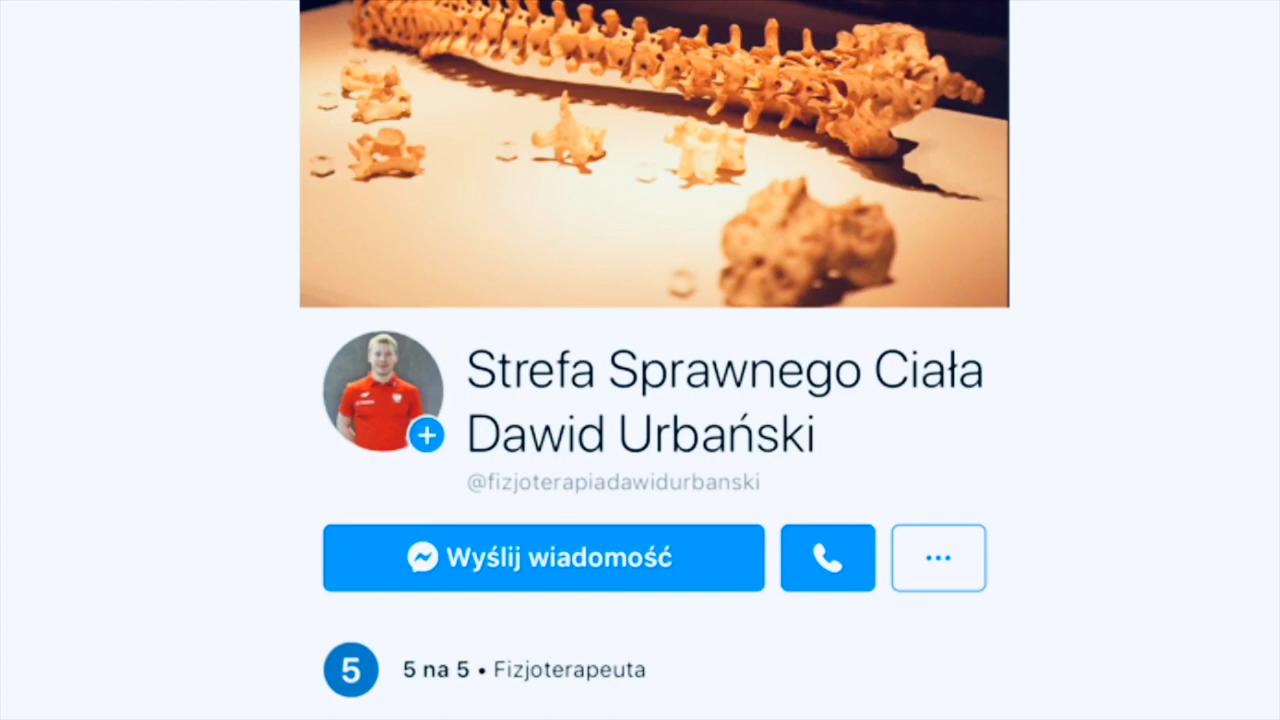 Strefa Sprawnego Ciała
Dawid Urbański
@fizjoterapiadawidurbanski
Wyślij wiadomość
5 5 na 5 • Fizjoterapeuta